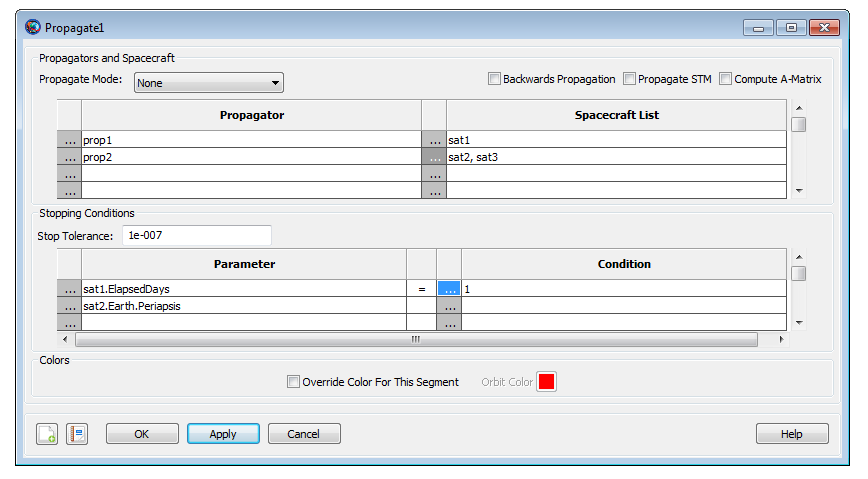 Propagate1
Propagators and Spacecraft
Propagate Mode: None Backwards Propagation Propagate STM Compute A-Matrix
Propagator Spacecraft List
... prop1 ... sat1
... prop2 ... sat2, sat3
... ...
... ...
Stopping Conditions
Stop Tolerance: 1e-007
Parameter Condition
... sat1.ElapsedDays = ... 1
... sat2.Earth.Periapsis ...
... ...
Colors
Override Color For This Segment Orbit Color
OK Apply Cancel Help